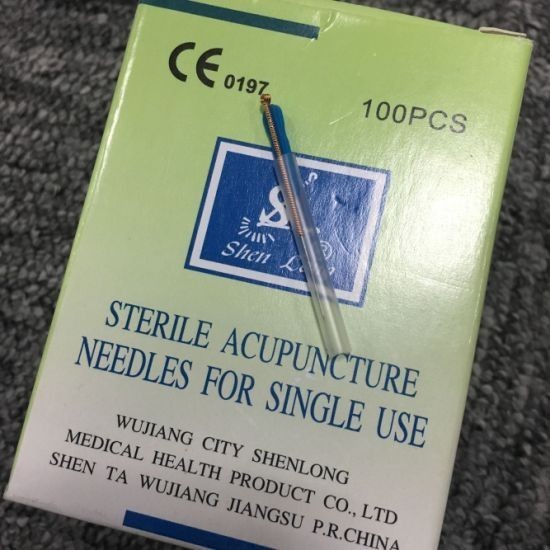 CE 0197
100PCS
Shen
STERILE ACUPUNCTURE
NEEDLES FOR SINGLE USE
WUJIANG CITY SHENLONG
MEDICAL HEALTH PRODUCT CO., LTD
SHEN TA WUJIANG JIANGSU P.R.CHINA